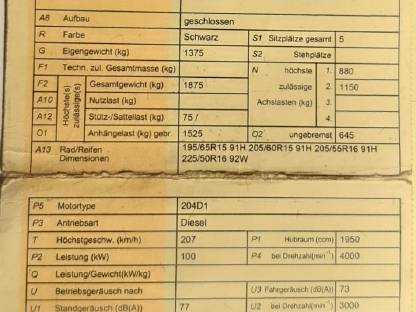 A8 Aufbau geschlossen
R Farbe Schwarz S1 Sitzplätze gesamt 5
G Eigengewicht (kg) 1375 S2 Stehplätze
F1 Techn. zul. Gesamtmasse (kg) N höchste 1. 880
F2 Höchste(s) zulässige(s) Gesamtgewicht (kg) 1875 zulässige 2. 1150
A10 Nutzlast (kg) Achslasten (kg) 3.
A12 Stütz-/Sattellast (kg) 75 / 4.
O1 Anhängelast (kg) gebr. 1525 O2 ungebremst 645
A13 Rad/Reifen Dimensionen 195/65R15 91H 205/60R15 91H 205/55R16 91H
225/50R16 92W
P5 Motortype 204D1
P3 Antriebsart Diesel
T Höchstgeschw. (km/h) 207 P1 Hubraum (ccm) 1950
P2 Leistung (kW) 100 P4 bei Drehzahl(min⁻¹) 4000
Q Leistung/Gewicht(kW/kg)
U Betriebsgeräusch nach U3 Fahrgeräusch (dB(A)) 73
U1 Standgeräusch (dB(A)) 77 U2 bei Drehzahl(min⁻¹) 3000